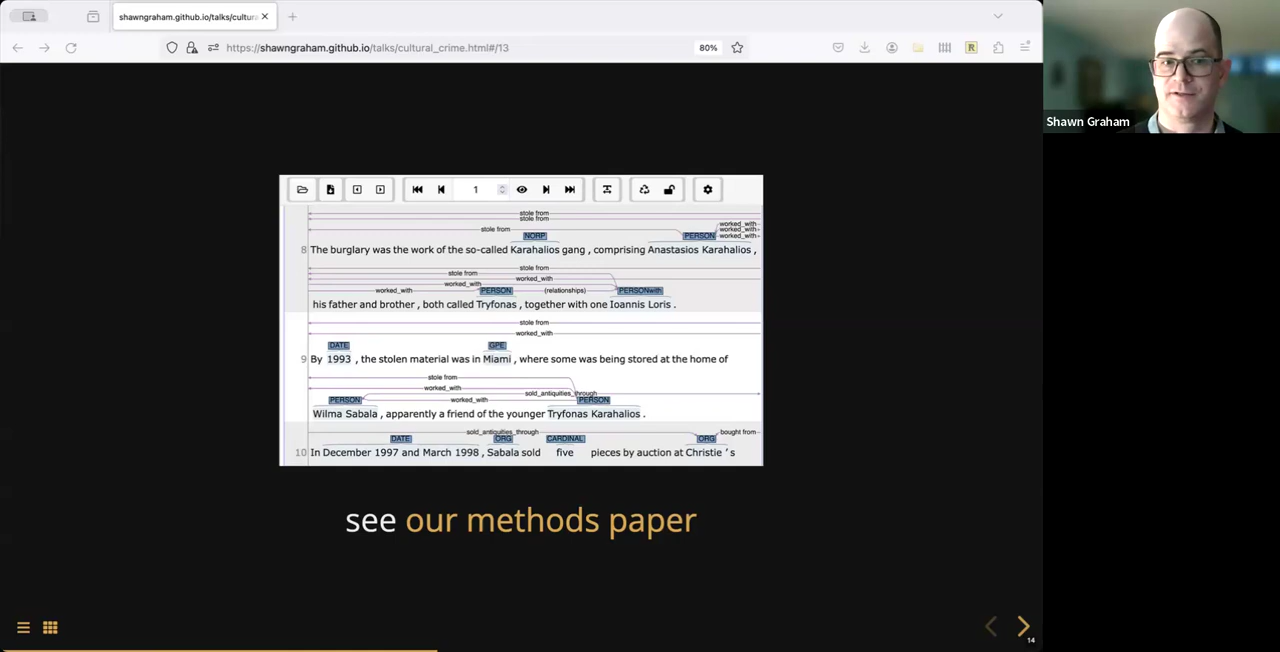 shawngraham.github.io/talks/cultura
https://shawngraham.github.io/talks/cultural_crime.html#/13
80%
R
Shawn Graham
1
stole from
stole from
stole from
worked_with
worked_with
worked_with
NORP
PERSON
8 The burglary was the work of the so-called Karahalios gang , comprising Anastasios Karahalios ,
stole from
stole from
worked_with
worked_with
worked_with
PERSON
(relationships)
PERSONwith
his father and brother , both called Tryfonas , together with one Ioannis Loris .
stole from
worked_with
DATE
GPE
9 By 1993 , the stolen material was in Miami , where some was being stored at the home of
stole from
worked_with
sold_antiquities_through
PERSON
worked_with
PERSON
Wilma Sabala , apparently a friend of the younger Tryfonas Karahalios .
sold_antiquities_through
bought from
DATE
ORG
CARDINAL
ORG
10 In December 1997 and March 1998 , Sabala sold five pieces by auction at Christie ’s
see our methods paper
14